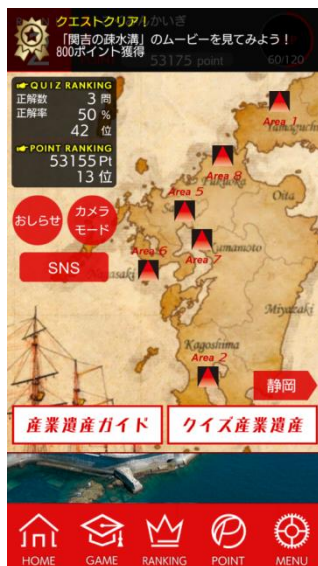 クエストクリア！
「関吉の疎水溝」のムービーを見てみよう！
800ポイント獲得
53175 point
60/120
QUIZ RANKING
正解数 3 問
正解率 50 %
42 位
POINT RANKING
53155 Pt
13 位
おしらせ
カメラ
モード
SNS
Area 1
Yamaguchi
Area 8
Fukuoka
Area 5
Oita
Area 7
Kumamoto
Area 6
Nagasaki
Miyazaki
Kagoshima
Area 2
静岡
産業遺産ガイド
クイズ産業遺産
HOME
GAME
RANKING
POINT
MENU